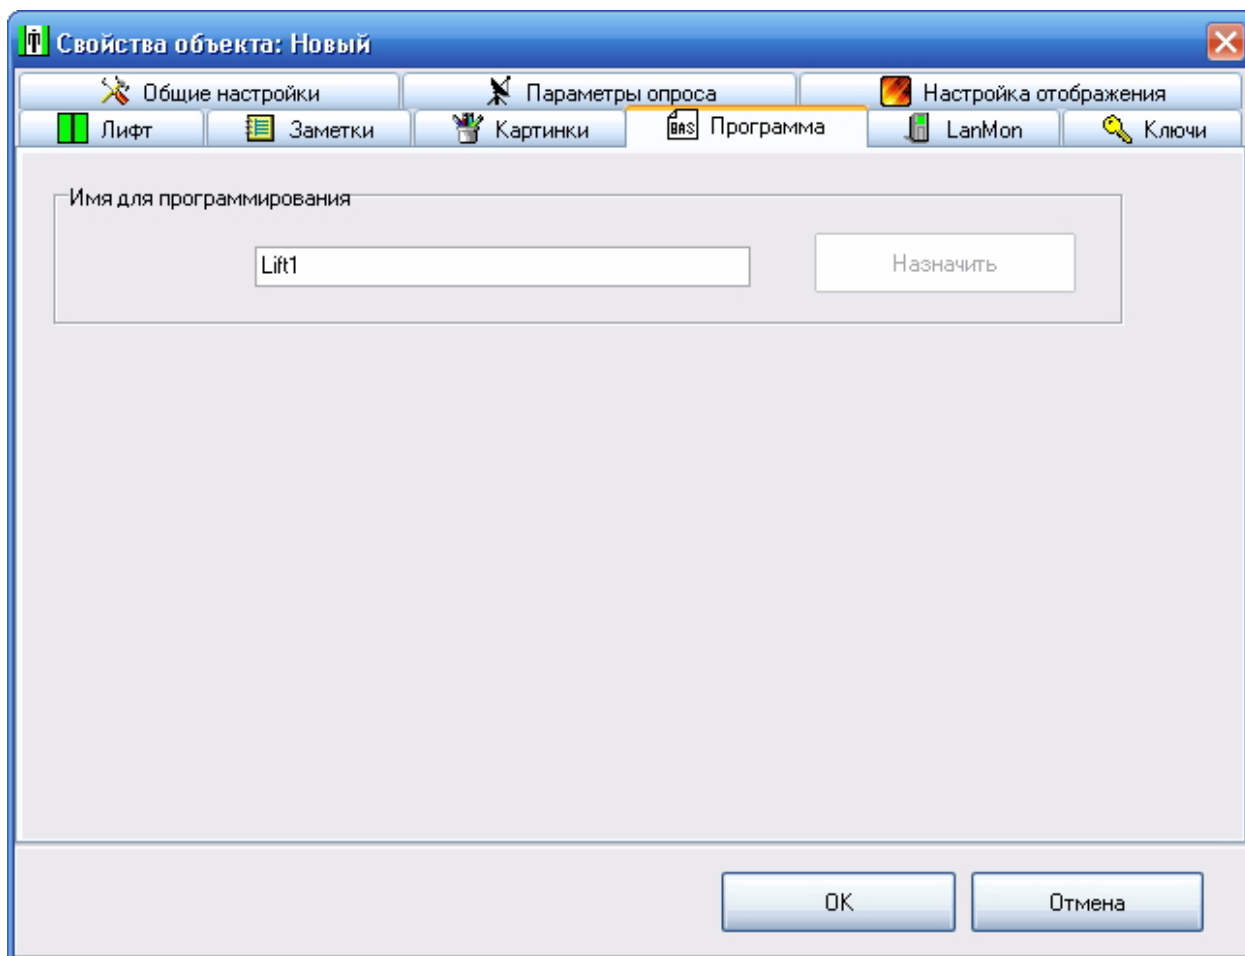 Свойства объекта: Новый
Общие настройки Параметры опроса Настройка отображения
Лифт Заметки Картинки BAS Программа LanMon Ключи
Имя для программирования
Lift1 Назначить
OK Отмена